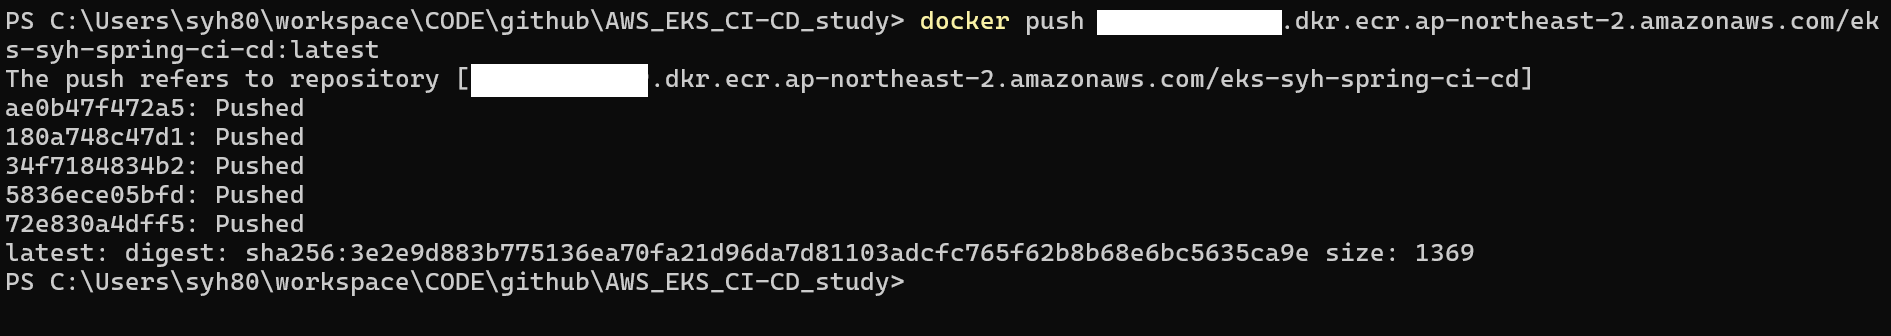 PS C:\Users\syh80\workspace\CODE\github\AWS_EKS_CI-CD_study> docker push .dkr.ecr.ap-northeast-2.amazonaws.com/ek
s-syh-spring-ci-cd:latest
The push refers to repository [.dkr.ecr.ap-northeast-2.amazonaws.com/eks-syh-spring-ci-cd]
ae0b47f472a5: Pushed
180a748c47d1: Pushed
34f7184834b2: Pushed
5836ece05bfd: Pushed
72e830a4dff5: Pushed
latest: digest: sha256:3e2e9d883b775136ea70fa21d96da7d81103adcfc765f62b8b68e6bc5635ca9e size: 1369
PS C:\Users\syh80\workspace\CODE\github\AWS_EKS_CI-CD_study>